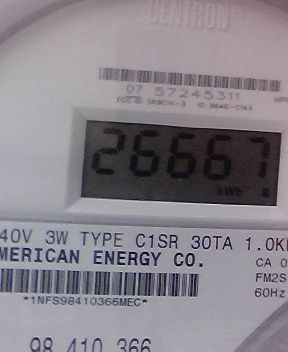 CENTRON
07 57245311
26667
kWh
40V 3W TYPE C1SR 30TA 1.0K
MERICAN ENERGY CO.
CA 0
FM2S
60Hz
*1NFS98410366MEC*
98 410 366